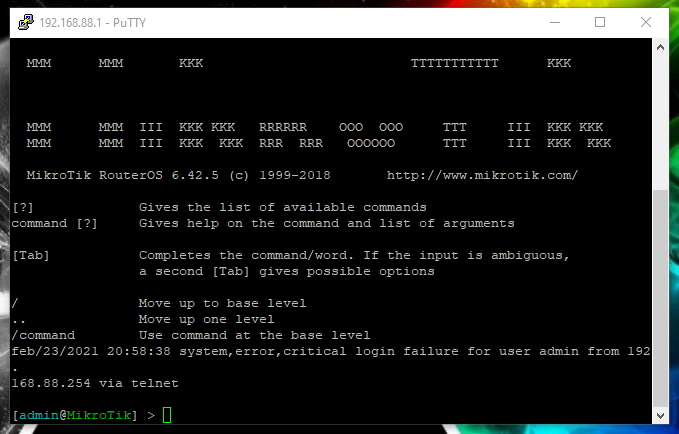 192.168.88.1 - PuTTY
MMM MMM KKK TTTTTTTTTTT KKK
MMM MMM III KKK KKK RRRRRR OOO OOO TTT III KKK KKK
MMM MMM III KKK KKK RRR RRR OOOOOO TTT III KKK KKK
MikroTik RouterOS 6.42.5 (c) 1999-2018 http://www.mikrotik.com/
[?] Gives the list of available commands
command [?] Gives help on the command and list of arguments
[Tab] Completes the command/word. If the input is ambiguous,
a second [Tab] gives possible options
/ Move up to base level
.. Move up one level
/command Use command at the base level
feb/23/2021 20:58:38 system,error,critical login failure for user admin from 192
.
168.88.254 via telnet
[admin@MikroTik] >